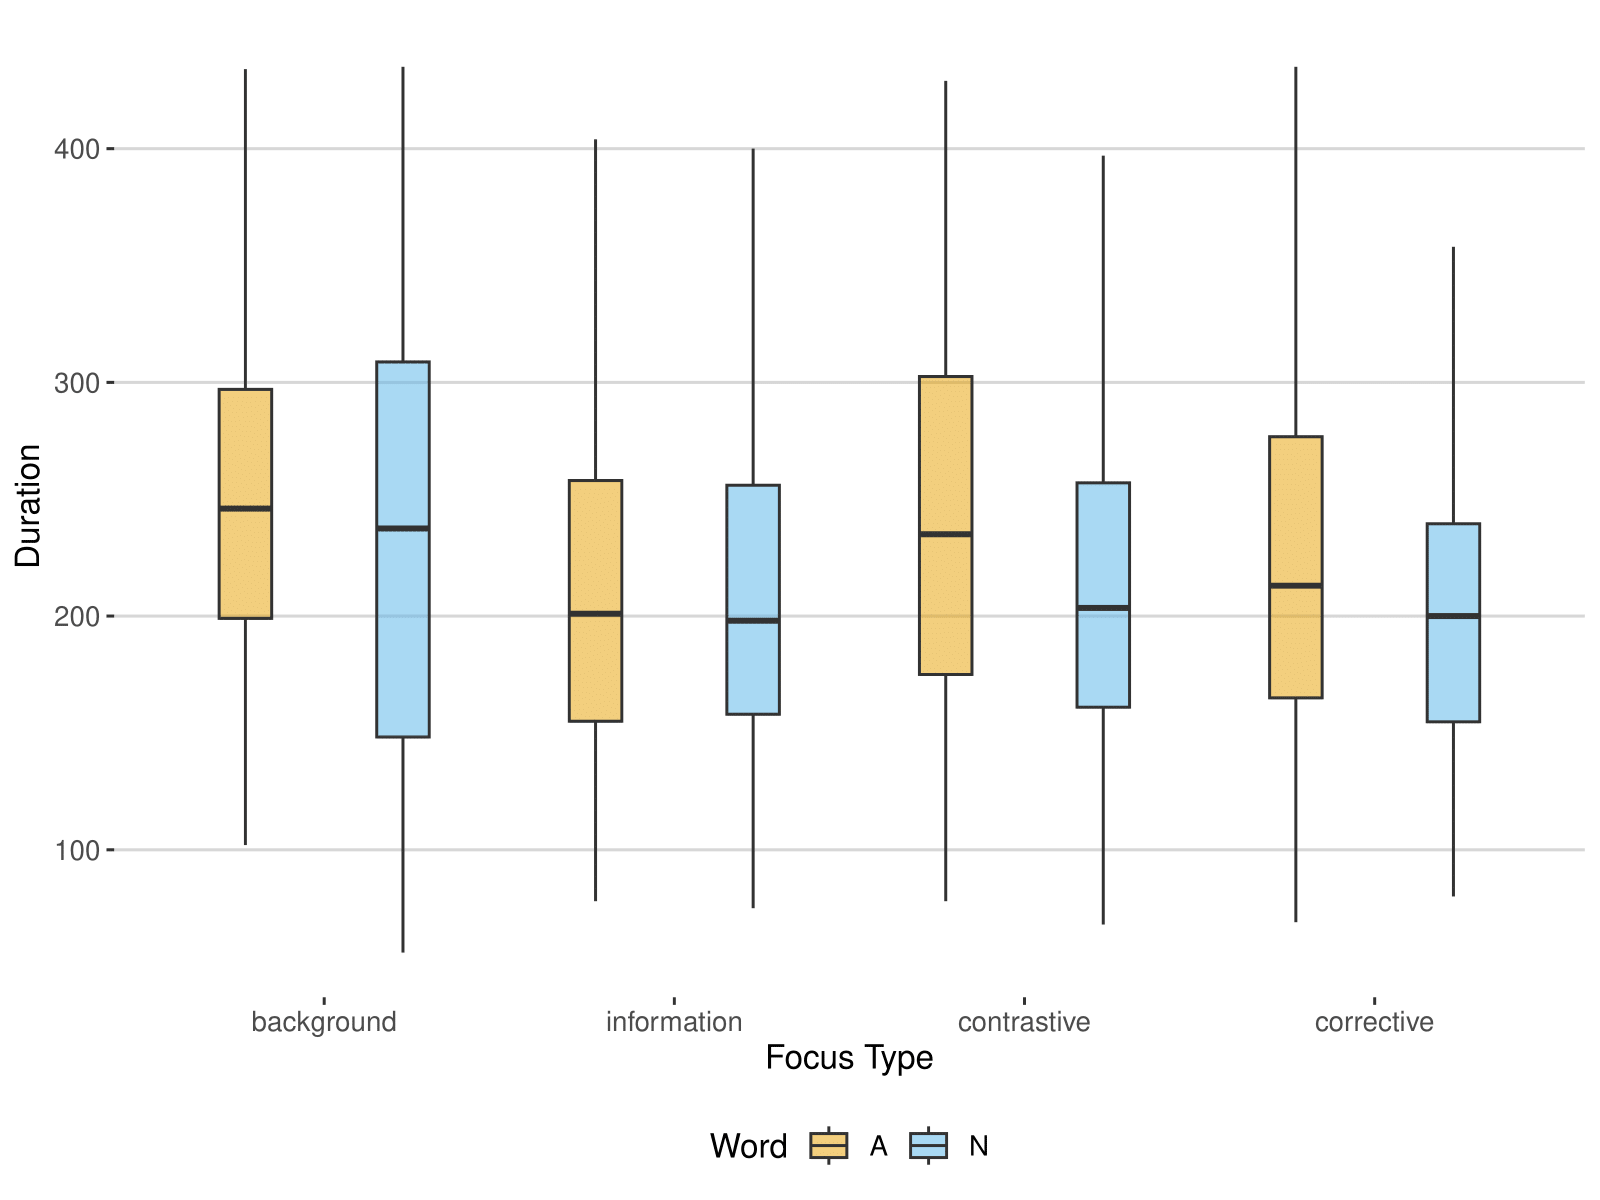 400
300
200
100
Duration
background information contrastive corrective
Focus Type
Word A N